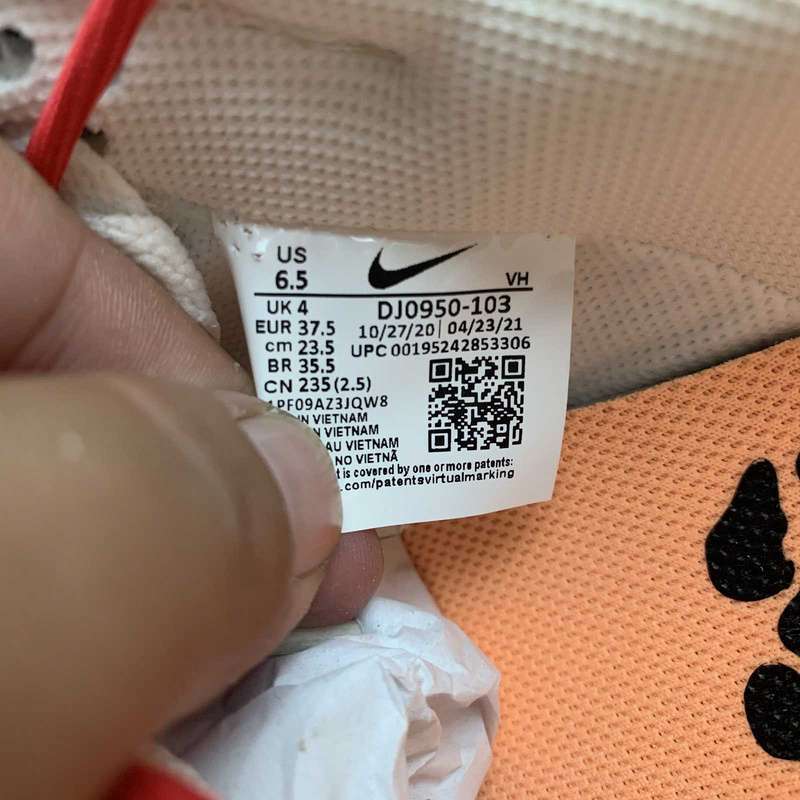 US
6.5
VH
UK 4
DJ0950-103
EUR 37.5
10/27/20 | 04/23/21
cm 23.5
UPC 00195242853306
BR 35.5
CN 235 (2.5)
PF09AZ3JQW8
IN VIETNAM
N VIETNAM
AU VIETNAM
NO VIETNÃ
t is covered by one or more patents:
.com/patentsvirtualmarking